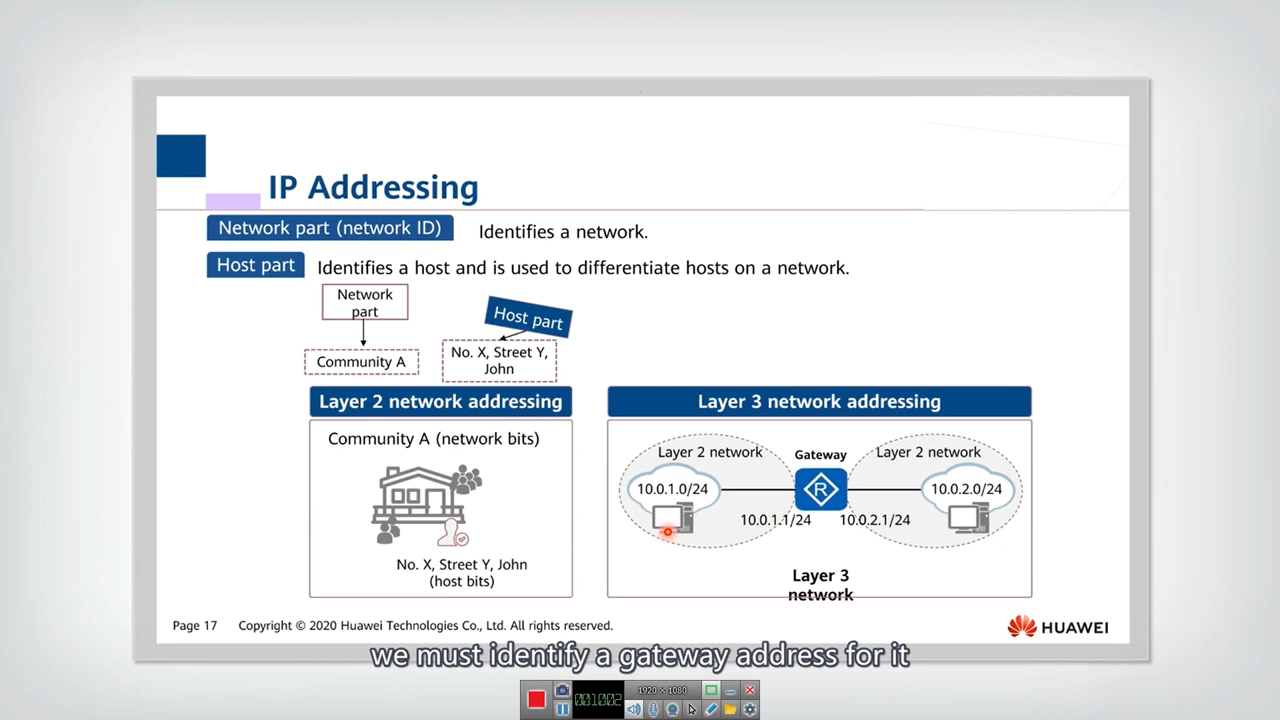 IP Addressing
Network part (network ID)
Identifies a network.
Host part
Identifies a host and is used to differentiate hosts on a network.
Network
part
Host part
Community A
No. X, Street Y,
John
Layer 2 network addressing
Layer 3 network addressing
Community A (network bits)
No. X, Street Y, John
(host bits)
Layer 2 network
Gateway
Layer 2 network
10.0.1.0/24
R
10.0.2.0/24
10.0.1.1/24
10.0.2.1/24
Layer 3
network
Page 17
Copyright © 2020 Huawei Technologies Co., Ltd. All rights reserved.
HUAWEI
we must identify a gateway address for it
1920 × 1080